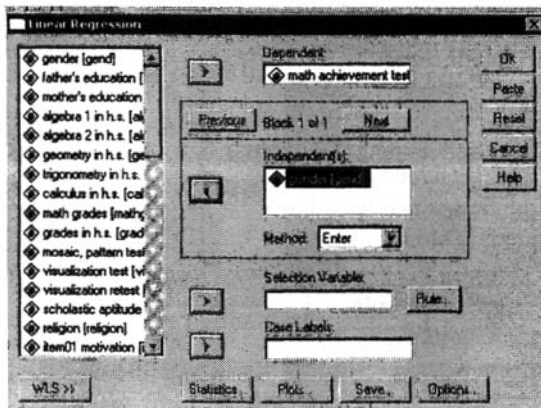 Linear Regression
gender [gend]
father's education [
mother's education
algebra 1 in h.s. [al
algebra 2 in h.s. [al
geometry in h.s. [ge
trigonometry in h.s.
calculus in h.s. [cal
math grades [mathg
grades in h.s. [grad
mosaic, pattern test
visualization test [vi
visualization retest [
scholastic aptitude
religion [religion]
item01 motivation [i
WLS >>
Dependent:
math achievement test
Previous
Block 1 of 1
Next
Independent(s):
gender [gend]
Method:
Enter
Selection Variable:
Rule...
Case Labels:
Statistics...
Plots...
Save...
Options...
OK
Paste
Reset
Cancel
Help